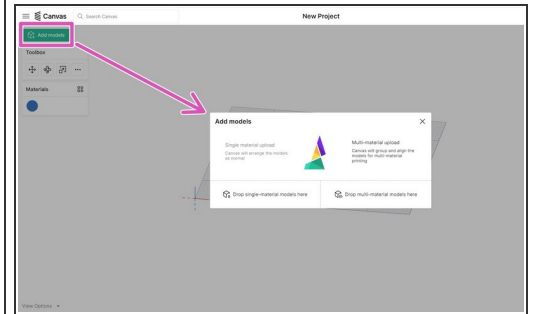 Canvas
Search Canvas
New Project
Add models
Toolbox
Materials
Add models
Single material upload
Canvas will arrange the models
as normal
Multi-material upload
Canvas will group and align the
models for multi-material
printing
Drop single-material models here
Drop multi-material models here
View Options